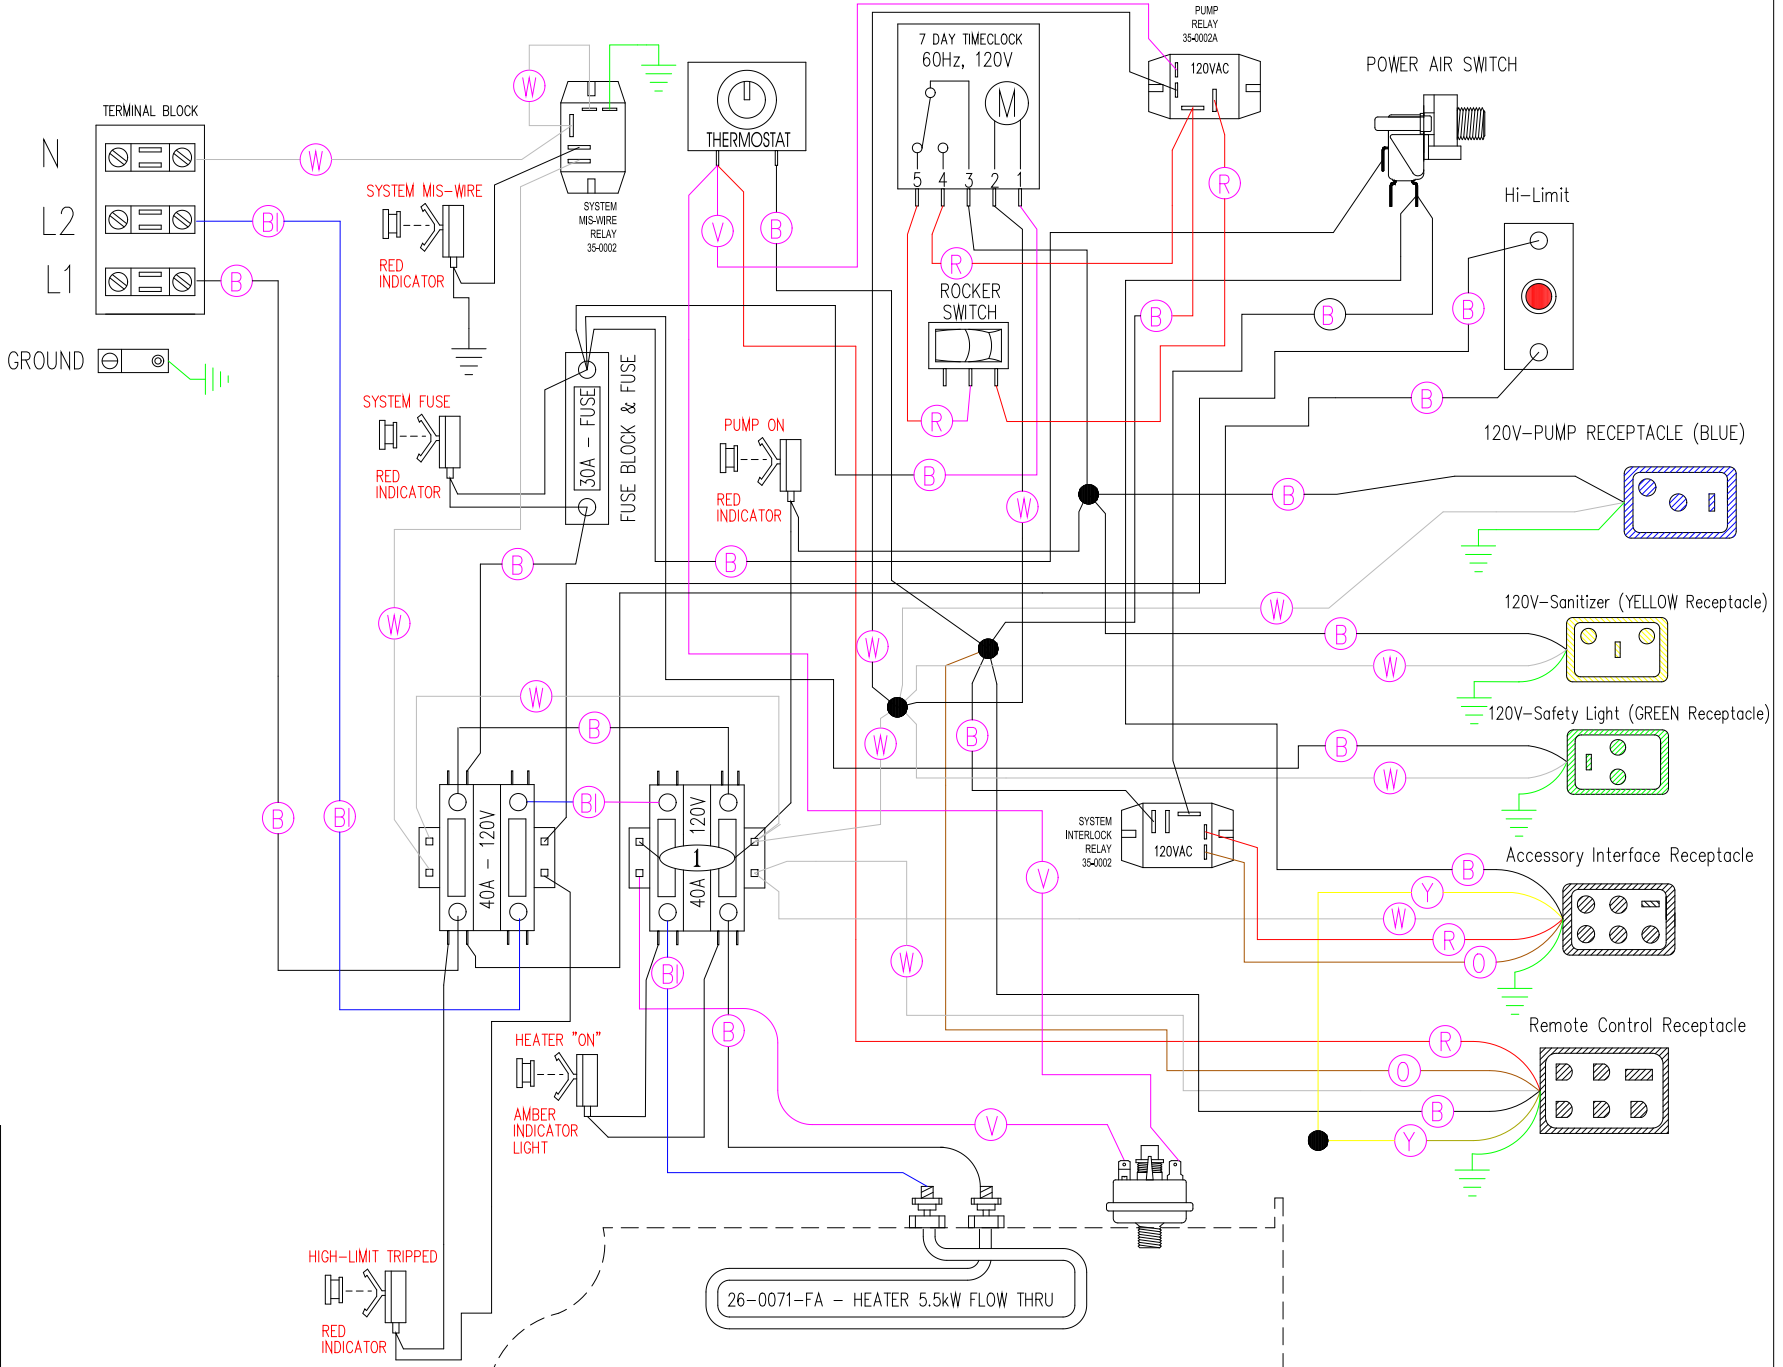 TERMINAL BLOCK
N
L2
L1
GROUND
W
Bl
B
W
SYSTEM MIS-WIRE
RED
INDICATOR
SYSTEM
MIS-WIRE
RELAY
35-0002
SYSTEM FUSE
RED
INDICATOR
30A - FUSE
FUSE BLOCK & FUSE
THERMOSTAT
V
B
7 DAY TIMECLOCK
60Hz, 120V
M
5 4 3 2 1
R
ROCKER
SWITCH
R
B
W
PUMP
RELAY
35-0002A
120VAC
R
B
POWER AIR SWITCH
B
Hi-Limit
B
B
PUMP ON
RED
INDICATOR
B
B
120V-PUMP RECEPTACLE (BLUE)
B
W
120V-Sanitizer (YELLOW Receptacle)
B
W
120V-Safety Light (GREEN Receptacle)
B
W
W
W
W
B
W
B
B
Bl
Bl
40A - 120V
40A 120V
1
SYSTEM
INTERLOCK
RELAY
35-0002
120VAC
Accessory Interface Receptacle
B
Y
W
R
O
V
W
Bl
B
Remote Control Receptacle
R
O
B
Y
V
HEATER "ON"
AMBER
INDICATOR
LIGHT
HIGH-LIMIT TRIPPED
RED
INDICATOR
26-0071-FA - HEATER 5.5kW FLOW THRU